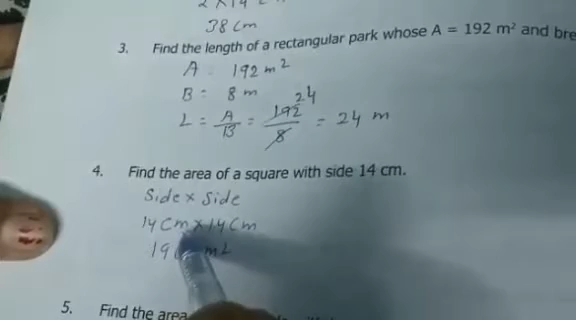 38 Cm
3. Find the length of a rectangular park whose A = 192 m² and bre
A 192 m²
B = 8 m
L = A/B = 192/8 24 = 24 m
4. Find the area of a square with side 14 cm.
Side × Side
14 Cm × 14 Cm
5. Find the area